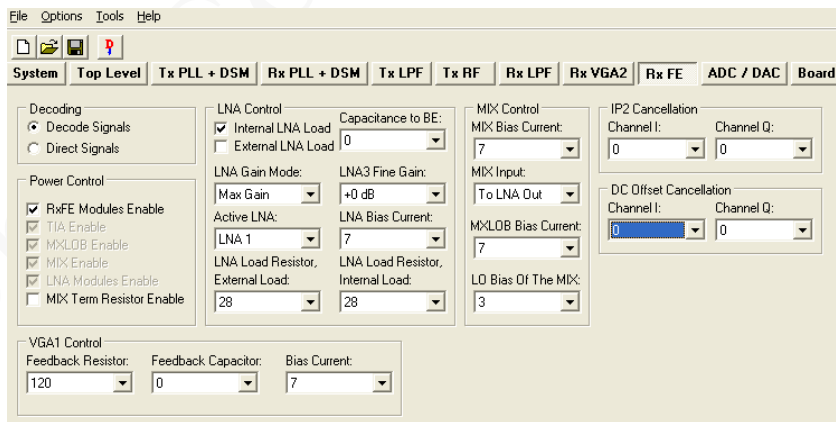 File Options Tools Help
System Top Level Tx PLL + DSM Rx PLL + DSM Tx LPF Tx RF Rx LPF Rx VGA2 Rx FE ADC / DAC Board
Decoding
Decode Signals
Direct Signals
Power Control
RxFE Modules Enable
TIA Enable
MXLOB Enable
MIX Enable
LNA Modules Enable
MIX Term Resistor Enable
LNA Control
Internal LNA Load
External LNA Load
Capacitance to BE:
0
LNA Gain Mode:
Max Gain
LNA3 Fine Gain:
+0 dB
Active LNA:
LNA 1
LNA Bias Current:
7
LNA Load Resistor,
External Load:
28
LNA Load Resistor,
Internal Load:
28
MIX Control
MIX Bias Current:
7
MIX Input:
To LNA Out
MXLOB Bias Current:
7
LO Bias Of The MIX:
3
IP2 Cancellation
Channel I:
0
Channel Q:
0
DC Offset Cancellation
Channel I:
0
Channel Q:
0
VGA1 Control
Feedback Resistor:
120
Feedback Capacitor:
0
Bias Current:
7